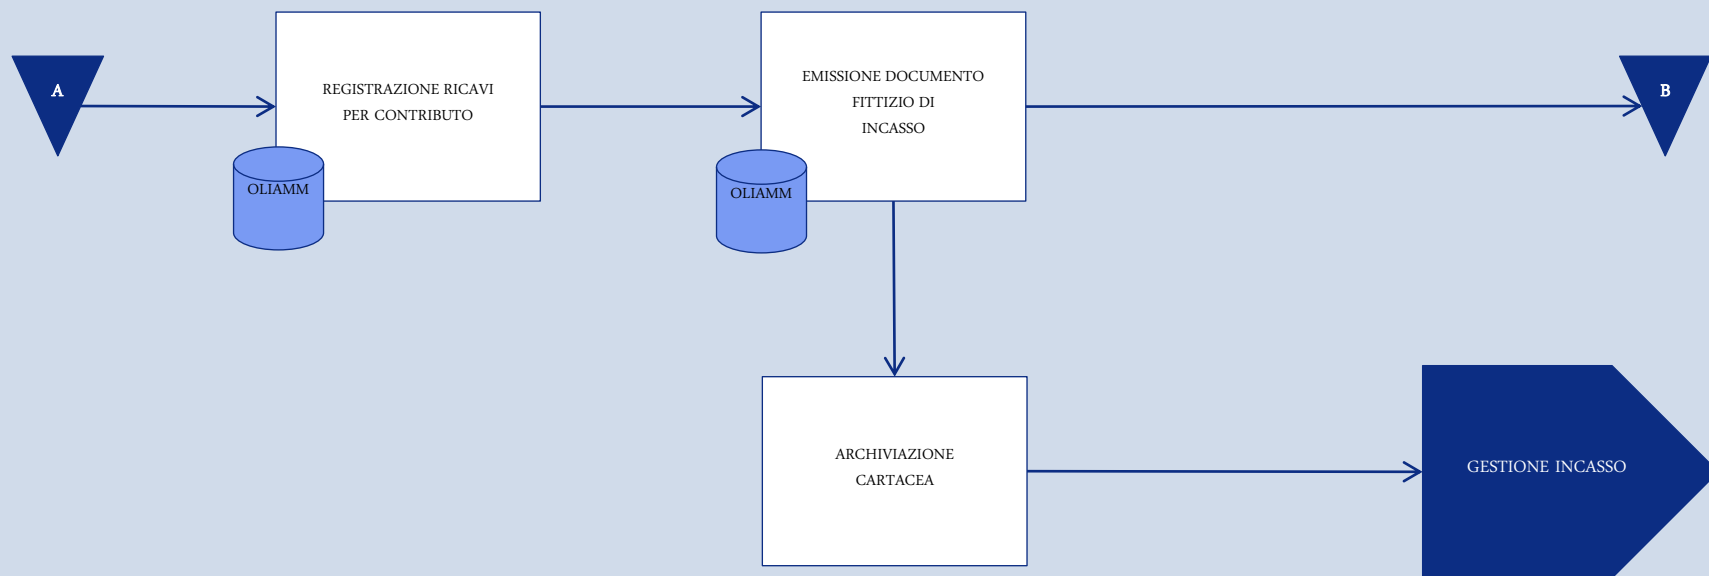 A
REGISTRAZIONE RICAVI
PER CONTRIBUTO
OLIAMM
EMISSIONE DOCUMENTO
FITTIZIO DI
INCASSO
OLIAMM
B
ARCHIVIAZIONE
CARTACEA
GESTIONE INCASSO